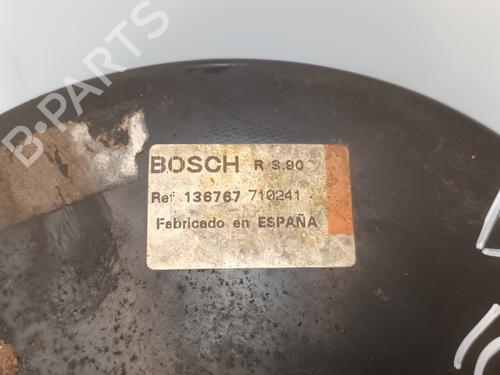 B-PARTS
BOSCH R 3.90
Ref 136767 710241
Fabricado en ESPAÑA